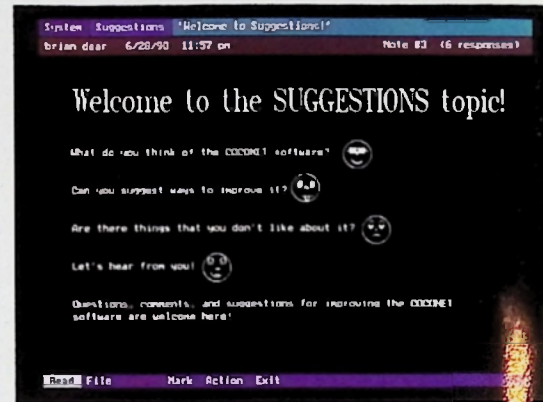 System Suggestions "Welcome to Suggestions!"
brian dear 6/28/90 11:57 pm Note #3 (6 responses)
Welcome to the SUGGESTIONS topic!
What do you think of the COCONET software?
Can you suggest ways to improve it?
Are there things that you don't like about it?
Let's hear from you!
Questions, comments, and suggestions for improving the COCONET
software are welcome here!
Read File Mark Action Exit